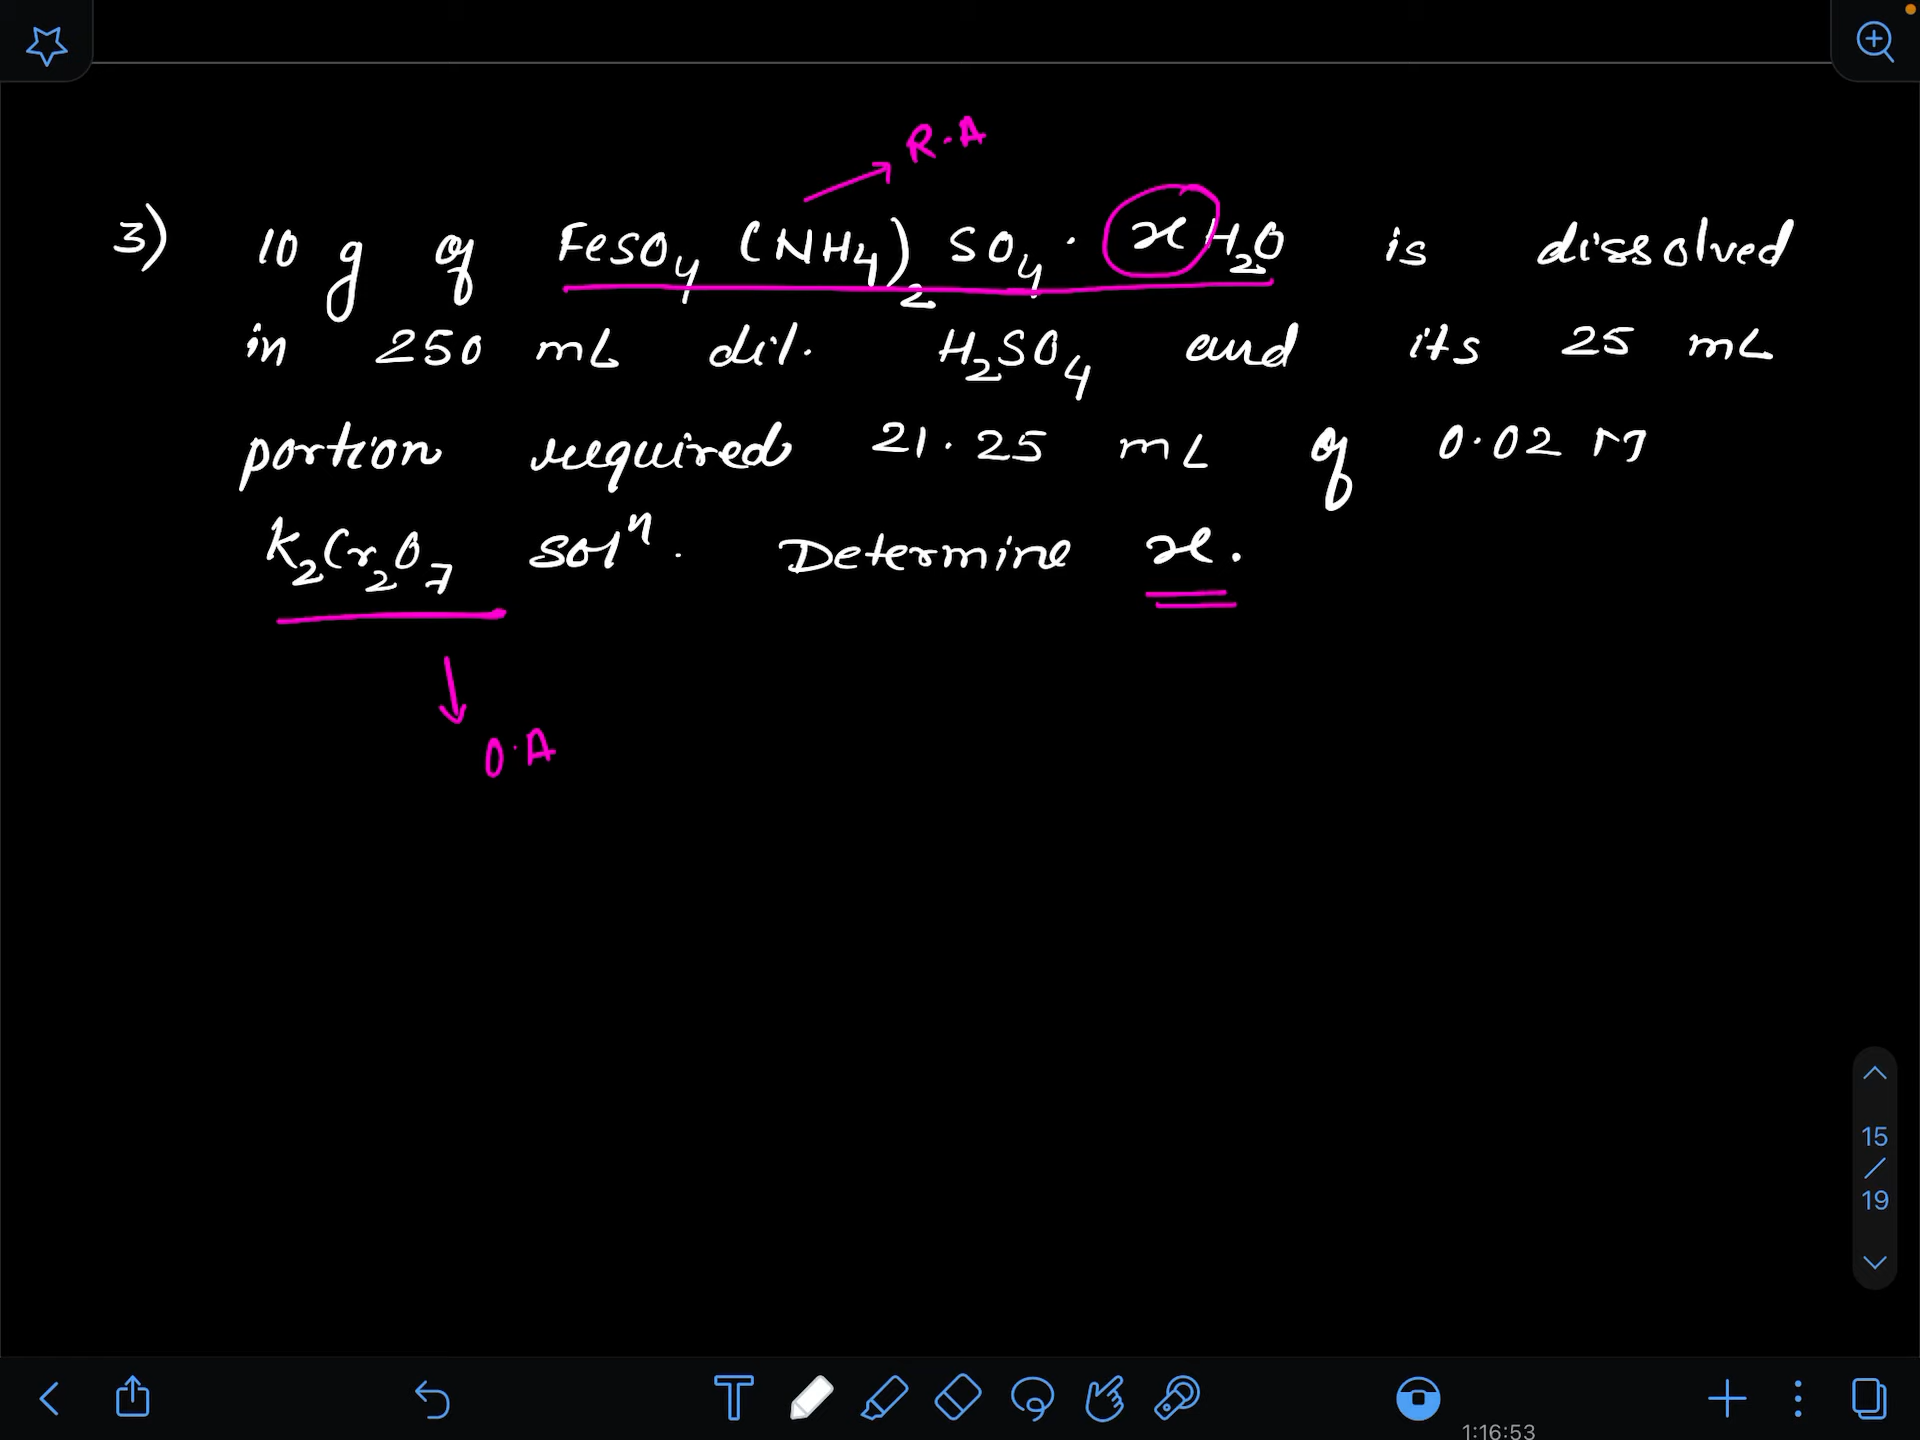 R.A
3) 10 g of FeSO₄ (NH₄)₂ SO₄ · xH₂O is dissolved
in 250 mL dil. H₂SO₄ and its 25 mL
portion required 21.25 mL of 0.02 M
K₂Cr₂O₇ solⁿ. Determine x.
O.A
15
/
19
T
1:16:53